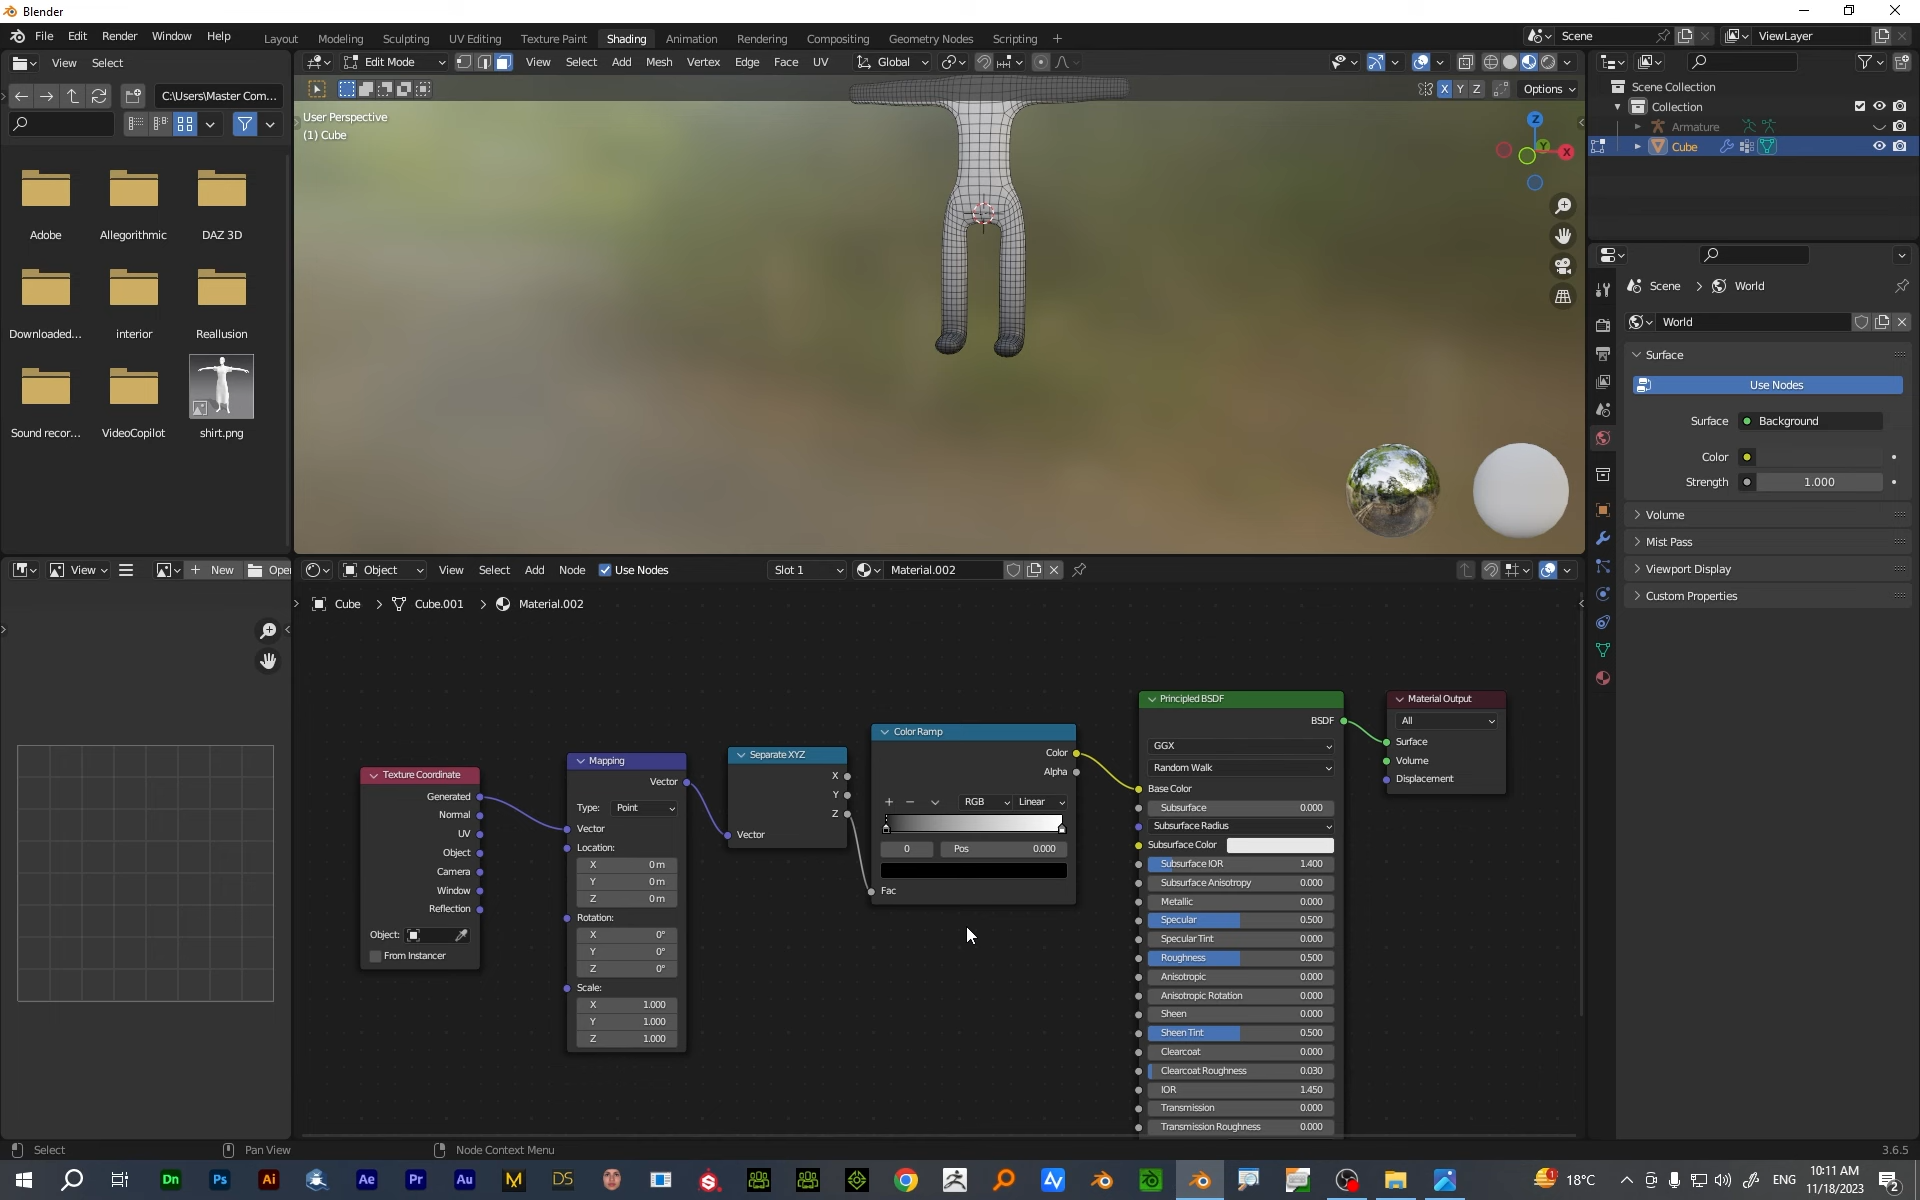 Blender
File Edit Render Window Help
Layout Modeling Sculpting UV Editing Texture Paint Shading Animation Rendering Compositing Geometry Nodes Scripting +
Scene
ViewLayer
View Select
Edit Mode
View Select Add Mesh Vertex Edge Face UV
Global
C:\Users\Master Com...
X Y Z
Options
User Perspective
(1) Cube
Z
Y
X
Adobe
Allegorithmic
DAZ 3D
Downloaded...
interior
Reallusion
Sound recor...
VideoCopilot
shirt.png
Scene Collection
Collection
Armature
Cube
Scene > World
World
Surface
Use Nodes
Surface
Background
Color
Strength
1.000
Volume
Mist Pass
Viewport Display
Custom Properties
View
+ New
Open
Object
View Select Add Node
Use Nodes
Slot 1
Material.002
Cube > Cube.001 > Material.002
Texture Coordinate
Generated
Normal
UV
Object
Camera
Window
Reflection
Object:
From Instancer
Mapping
Vector
Type: Point
Vector
Location:
X 0 m
Y 0 m
Z 0 m
Rotation:
X 0°
Y 0°
Z 0°
Scale:
X 1.000
Y 1.000
Z 1.000
Separate XYZ
X
Y
Z
Vector
Color Ramp
Color
Alpha
RGB
Linear
0
Pos 0.000
Fac
Principled BSDF
BSDF
GGX
Random Walk
Base Color
Subsurface 0.000
Subsurface Radius
Subsurface Color
Subsurface IOR 1.400
Subsurface Anisotropy 0.000
Metallic 0.000
Specular 0.500
Specular Tint 0.000
Roughness 0.500
Anisotropic 0.000
Anisotropic Rotation 0.000
Sheen 0.000
Sheen Tint 0.500
Clearcoat 0.000
Clearcoat Roughness 0.030
IOR 1.450
Transmission 0.000
Transmission Roughness 0.000
Material Output
All
Surface
Volume
Displacement
Select
Pan View
Node Context Menu
3.6.5
Dn
Ps
Ai
Ae
Pr
Au
M
DS
18°C
ENG
10:11 AM
11/18/2023
2